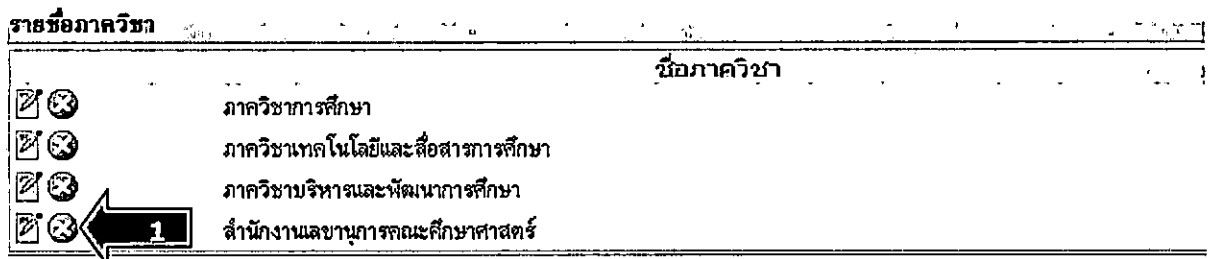 รายชื่อภาควิชา
ชื่อภาควิชา
ภาควิชาการศึกษา
ภาควิชาเทคโนโลยีและสื่อสารการศึกษา
ภาควิชาบริหารและพัฒนาการศึกษา
1 สำนักงานเลขานุการคณะศึกษาศาสตร์